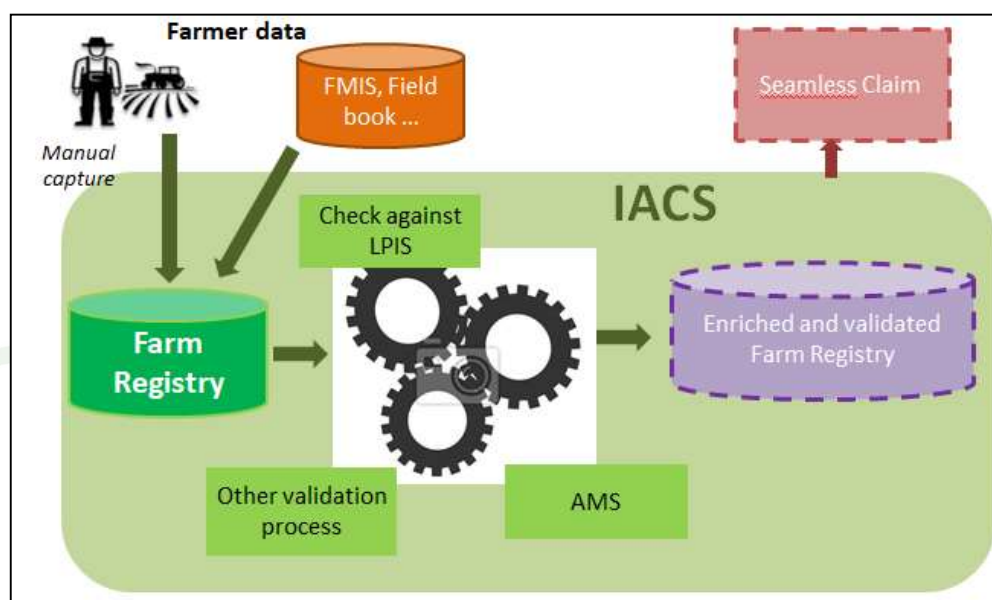 Farmer data
FMIS, Field
book ...
Seamless Claim
Manual
capture
IACS
Check against
LPIS
Farm
Registry
Enriched and validated
Farm Registry
Other validation
process
AMS